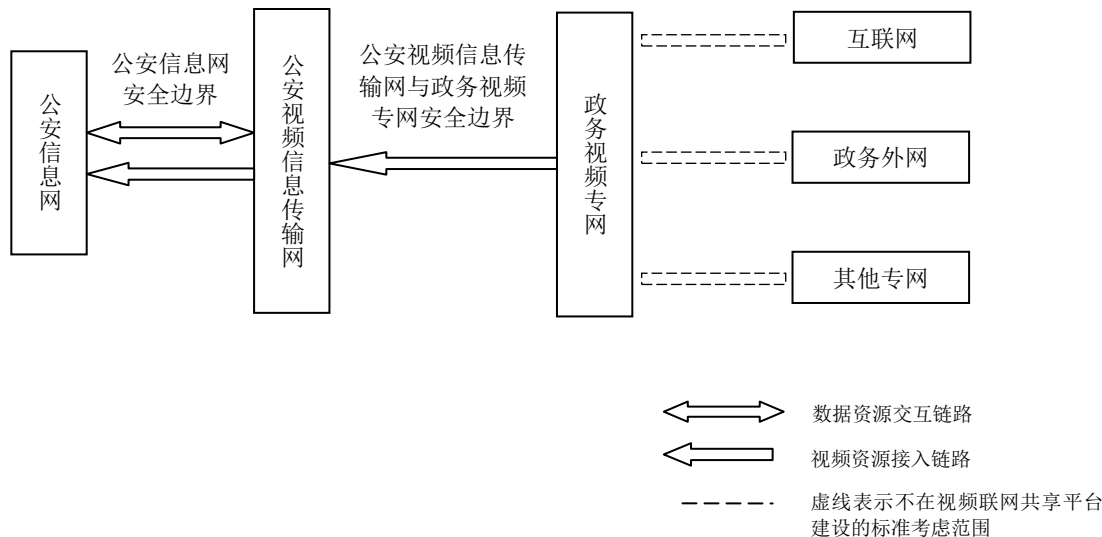 公安信息网
公安信息网
安全边界
公安视频信息传输网
公安视频信息传
输网与政务视频
专网安全边界
政务视频专网
互联网
政务外网
其他专网
数据资源交互链路
视频资源接入链路
虚线表示不在视频联网共享平台
建设的标准考虑范围